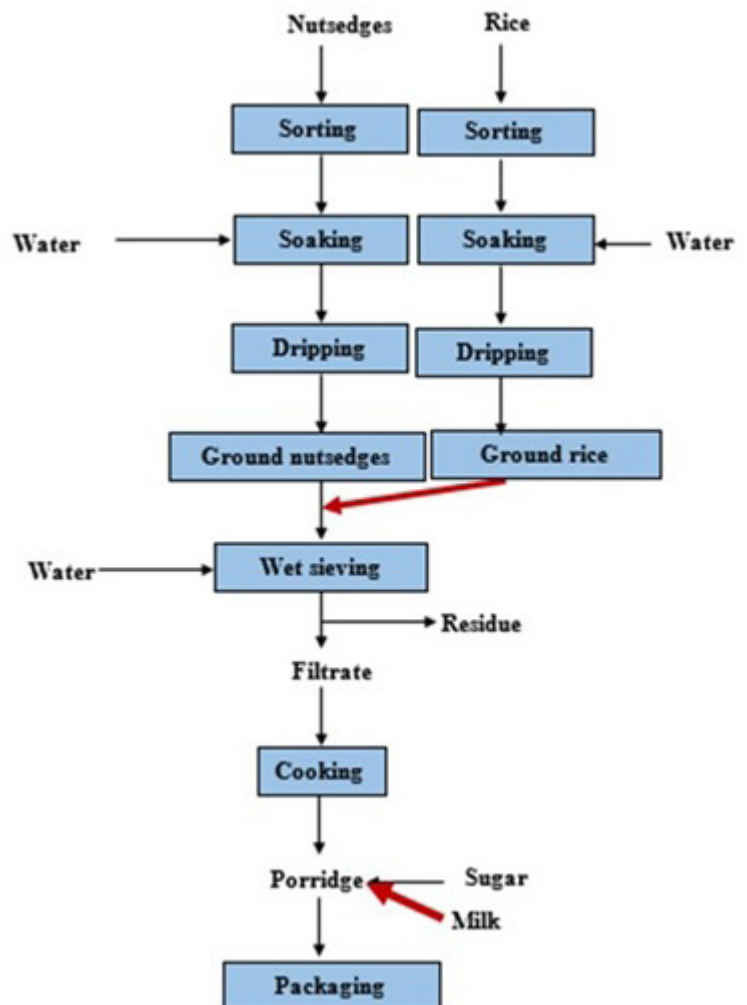 Nutsedges Rice
Sorting Sorting
Water Soaking Soaking Water
Dripping Dripping
Ground nutsedges Ground rice
Water Wet sieving
Residue
Filtrate
Cooking
Porridge Sugar
Milk
Packaging